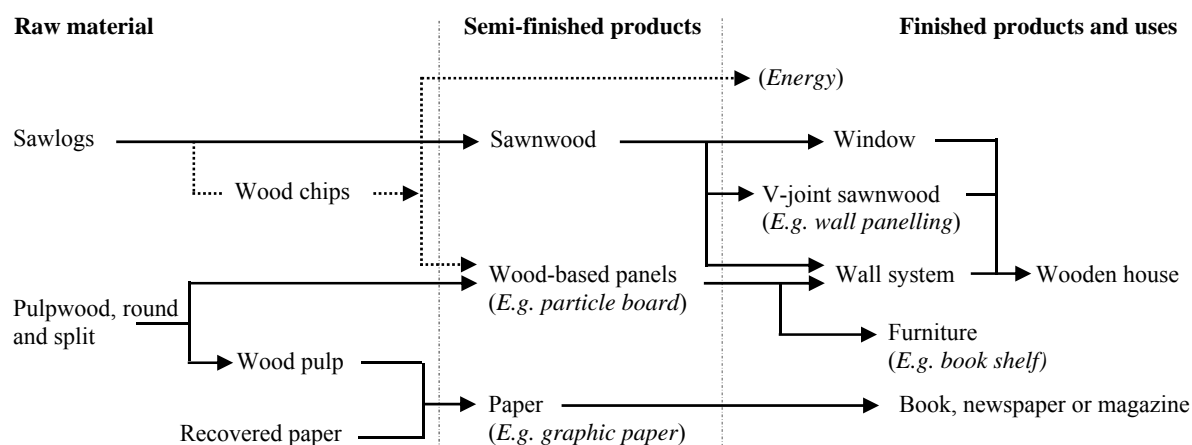 Raw material
Semi-finished products
Finished products and uses
(Energy)
Sawlogs
Sawnwood
Window
Wood chips
V-joint sawnwood
(E.g. wall panelling)
Wood-based panels
(E.g. particle board)
Wall system
Wooden house
Pulpwood, round
and split
Furniture
(E.g. book shelf)
Wood pulp
Paper
(E.g. graphic paper)
Book, newspaper or magazine
Recovered paper